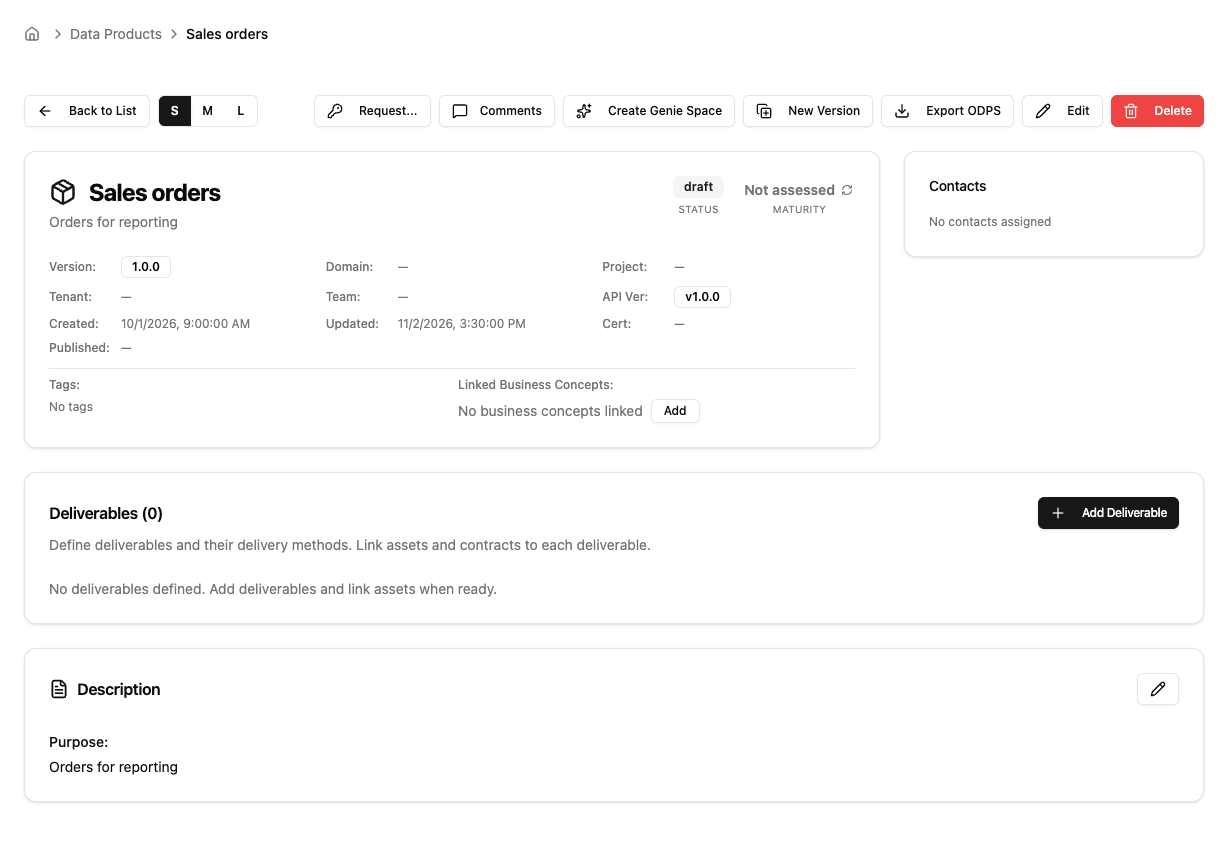 Data Products
Sales orders
Back to List
S M L
Request...
Comments
Create Genie Space
New Version
Export ODPS
Edit
Delete
Sales orders
Orders for reporting
draft
STATUS
Not assessed
MATURITY
Version: 1.0.0
Domain: —
Project: —
Tenant: —
Team: —
API Ver: v1.0.0
Created: 10/1/2026, 9:00:00 AM
Updated: 11/2/2026, 3:30:00 PM
Cert: —
Published: —
Tags:
No tags
Linked Business Concepts:
No business concepts linked Add
Contacts
No contacts assigned
Deliverables (0)
Add Deliverable
Define deliverables and their delivery methods. Link assets and contracts to each deliverable.
No deliverables defined. Add deliverables and link assets when ready.
Description
Purpose:
Orders for reporting